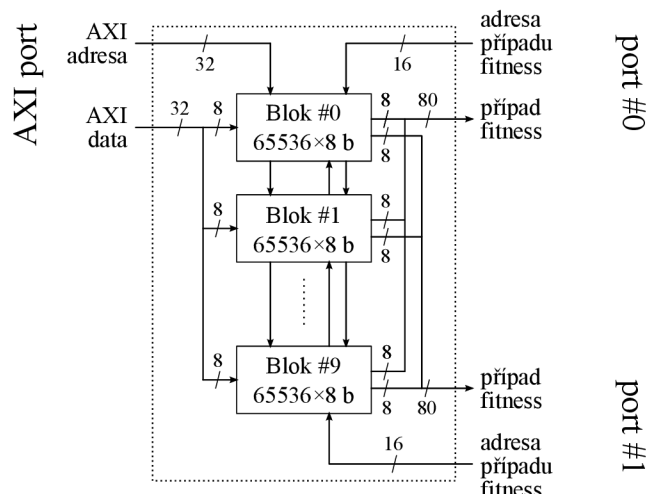 AXI port
AXI
adresa
32
16
adresa
případu
fitness
port #0
AXI
data
32
8
Blok #0
65536×8 b
8
8
80
případ
fitness
8
Blok #1
65536×8 b
8
8
8
Blok #9
65536×8 b
8
8
80
případ
fitness
port #1
16
adresa
případu
fitness